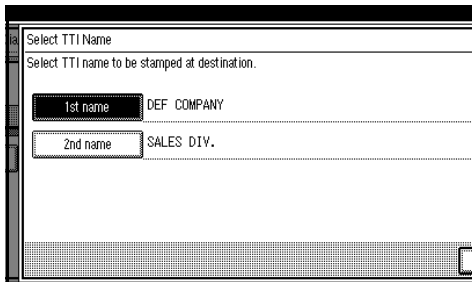 Select TTI Name
Select TTI name to be stamped at destination.
1st name DEF COMPANY
2nd name SALES DIV.